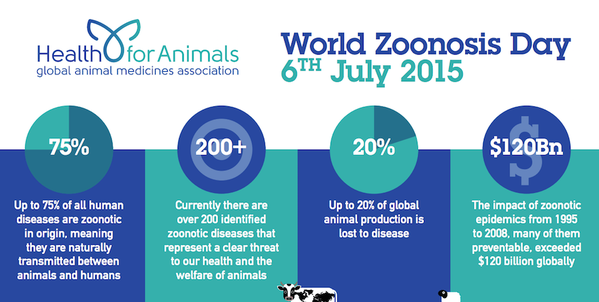 Health for Animals
global animal medicines association
World Zoonosis Day
6TH July 2015
75%
Up to 75% of all human
diseases are zoonotic
in origin, meaning
they are naturally
transmitted between
animals and humans
200+
Currently there are
over 200 identified
zoonotic diseases that
represent a clear threat
to our health and the
welfare of animals
20%
Up to 20% of global
animal production is
lost to disease
$120Bn
The impact of zoonotic
epidemics from 1995
to 2008, many of them
preventable, exceeded
$120 billion globally